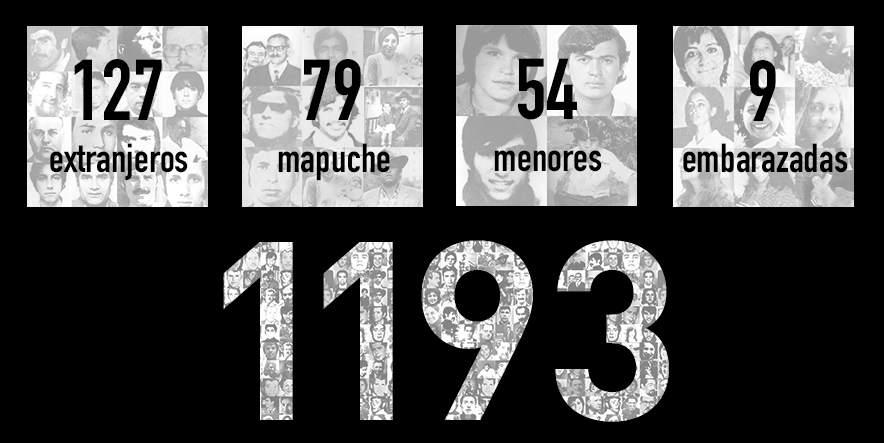 127
extranjeros
79
mapuche
54
menores
9
embarazadas
1193